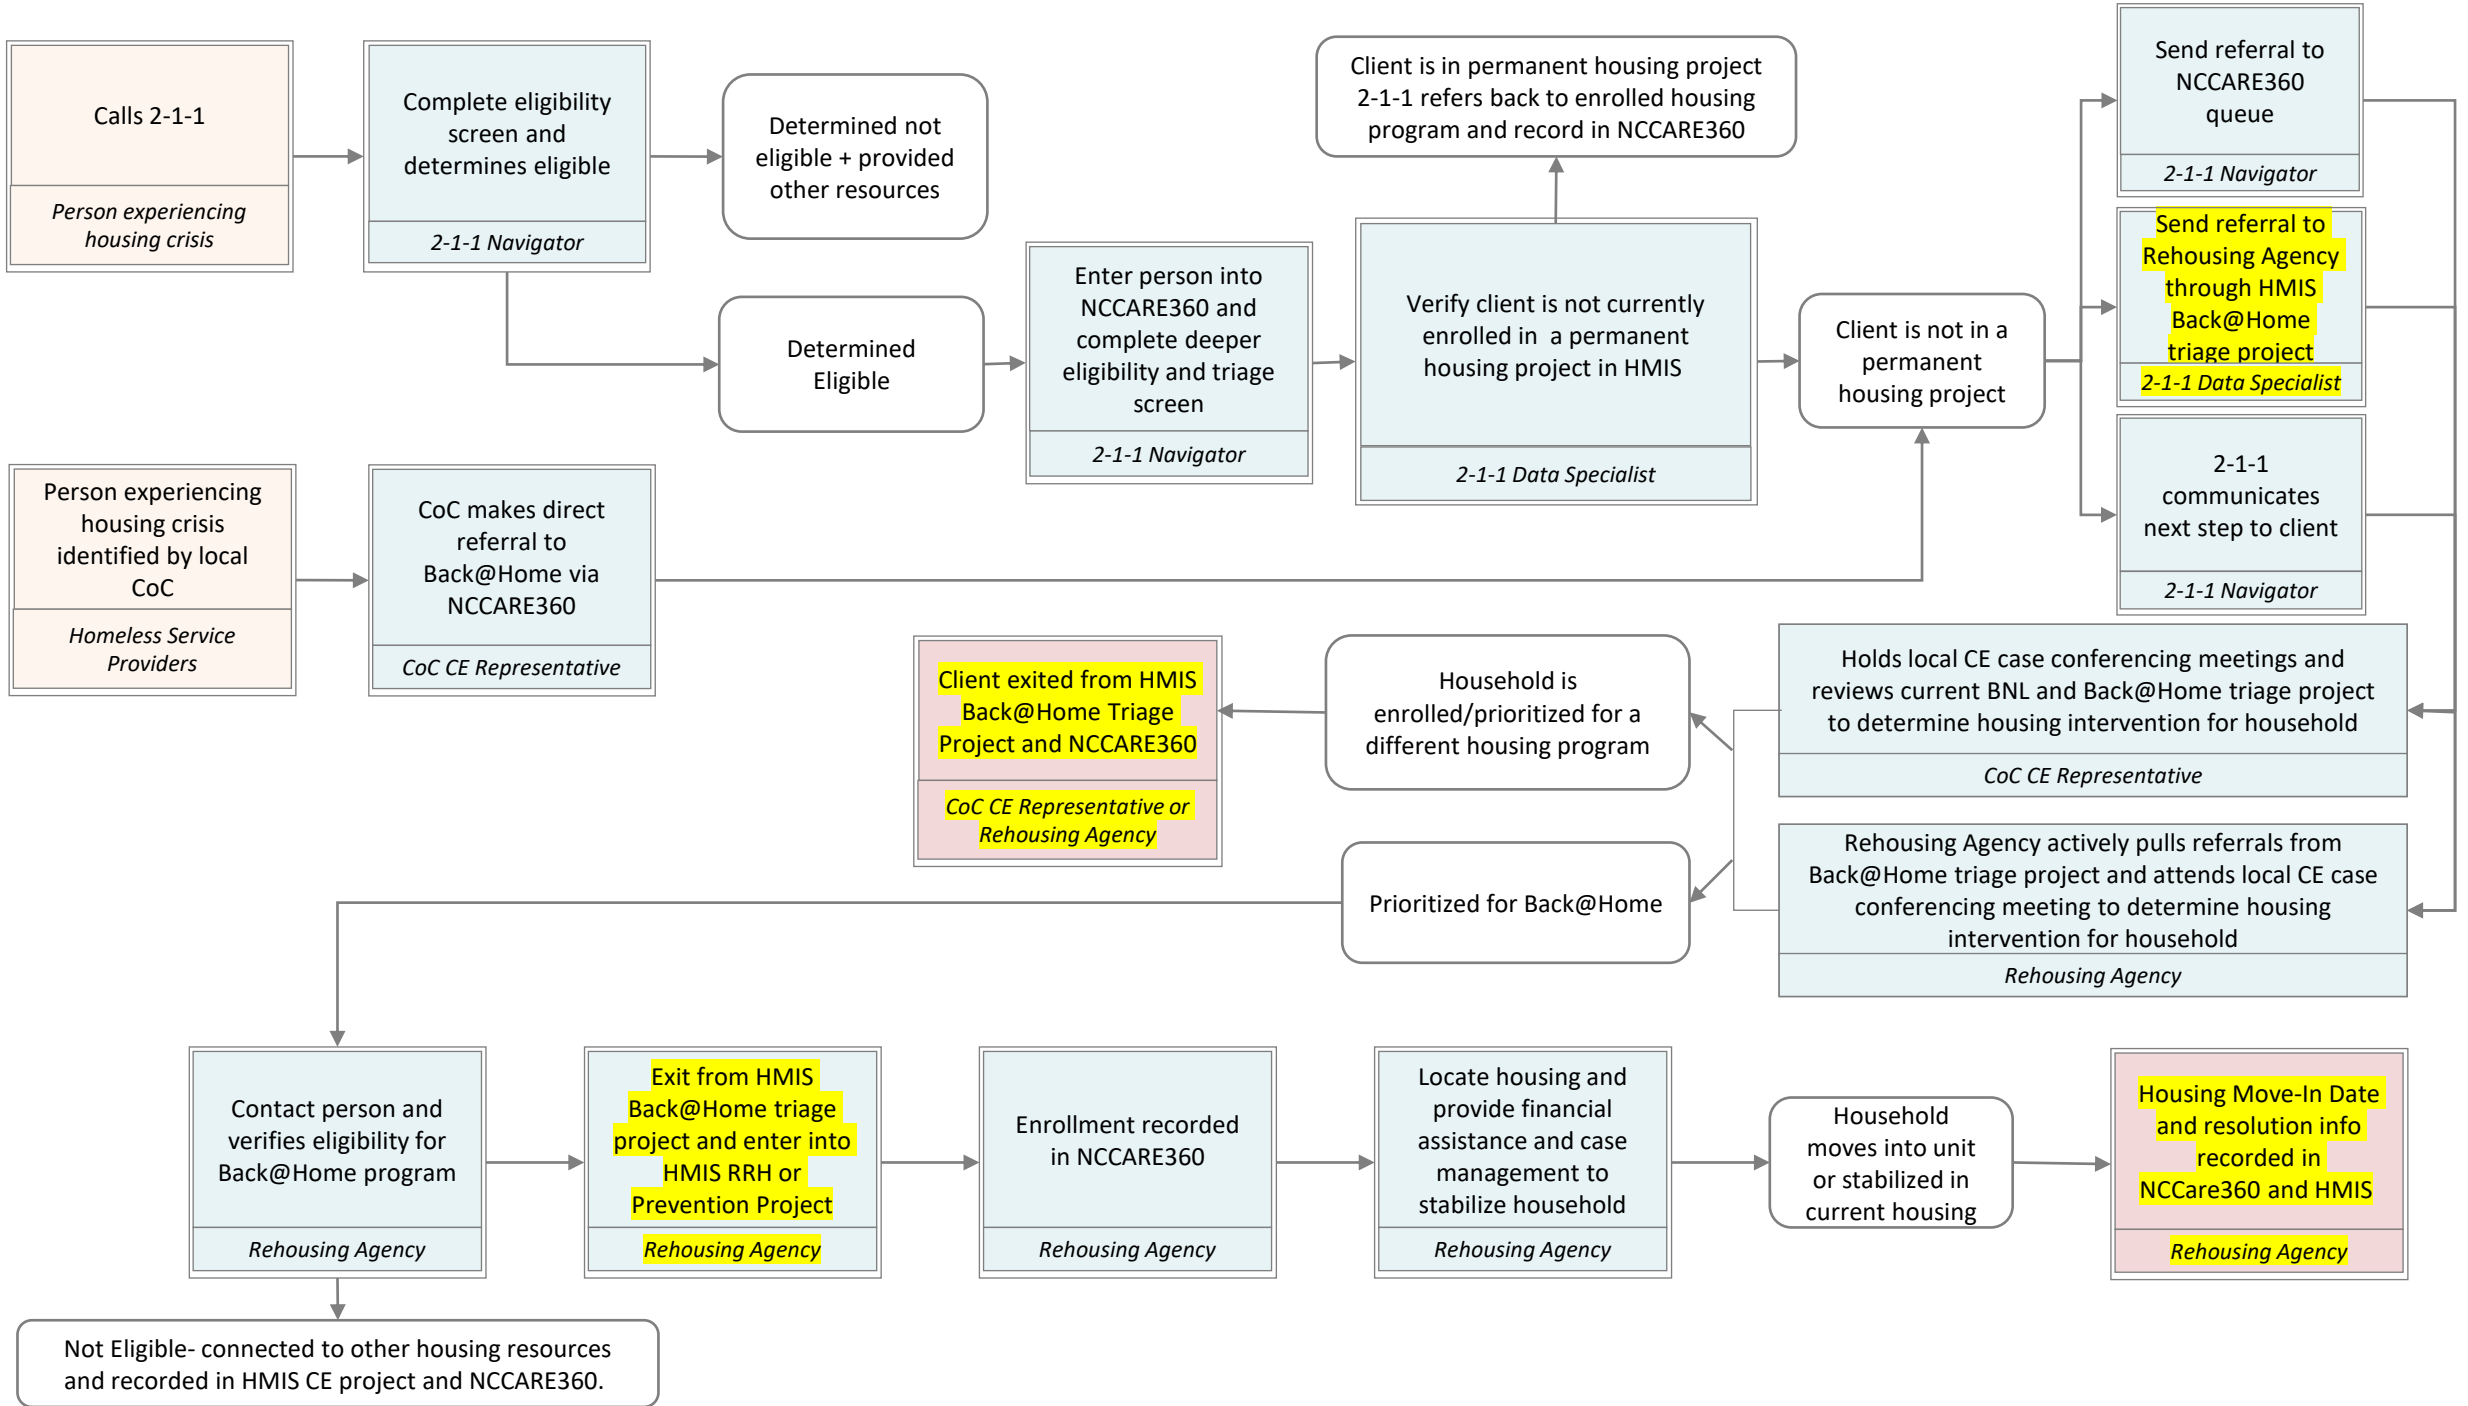 Calls 2-1-1
Person experiencing
housing crisis
Complete eligibility
screen and
determines eligible
2-1-1 Navigator
Determined not
eligible + provided
other resources
Determined
Eligible
Enter person into
NCCARE360 and
complete deeper
eligibility and triage
screen
2-1-1 Navigator
Client is in permanent housing project
2-1-1 refers back to enrolled housing
program and record in NCCARE360
Verify client is not currently
enrolled in a permanent
housing project in HMIS
2-1-1 Data Specialist
Client is not in a
permanent
housing project
Send referral to
NCCARE360
queue
2-1-1 Navigator
Send referral to
Rehousing Agency
through HMIS
Back@Home
triage project
2-1-1 Data Specialist
2-1-1
communicates
next step to client
2-1-1 Navigator
Person experiencing
housing crisis
identified by local
CoC
Homeless Service
Providers
CoC makes direct
referral to
Back@Home via
NCCARE360
CoC CE Representative
Holds local CE case conferencing meetings and
reviews current BNL and Back@Home triage project
to determine housing intervention for household
CoC CE Representative
Rehousing Agency actively pulls referrals from
Back@Home triage project and attends local CE case
conferencing meeting to determine housing
intervention for household
Rehousing Agency
Household is
enrolled/prioritized for a
different housing program
Client exited from HMIS
Back@Home Triage
Project and NCCARE360
CoC CE Representative or
Rehousing Agency
Prioritized for Back@Home
Contact person and
verifies eligibility for
Back@Home program
Rehousing Agency
Not Eligible- connected to other housing resources
and recorded in HMIS CE project and NCCARE360.
Exit from HMIS
Back@Home triage
project and enter into
HMIS RRH or
Prevention Project
Rehousing Agency
Enrollment recorded
in NCCARE360
Rehousing Agency
Locate housing and
provide financial
assistance and case
management to
stabilize household
Rehousing Agency
Household
moves into unit
or stabilized in
current housing
Housing Move-In Date
and resolution info
recorded in
NCCare360 and HMIS
Rehousing Agency